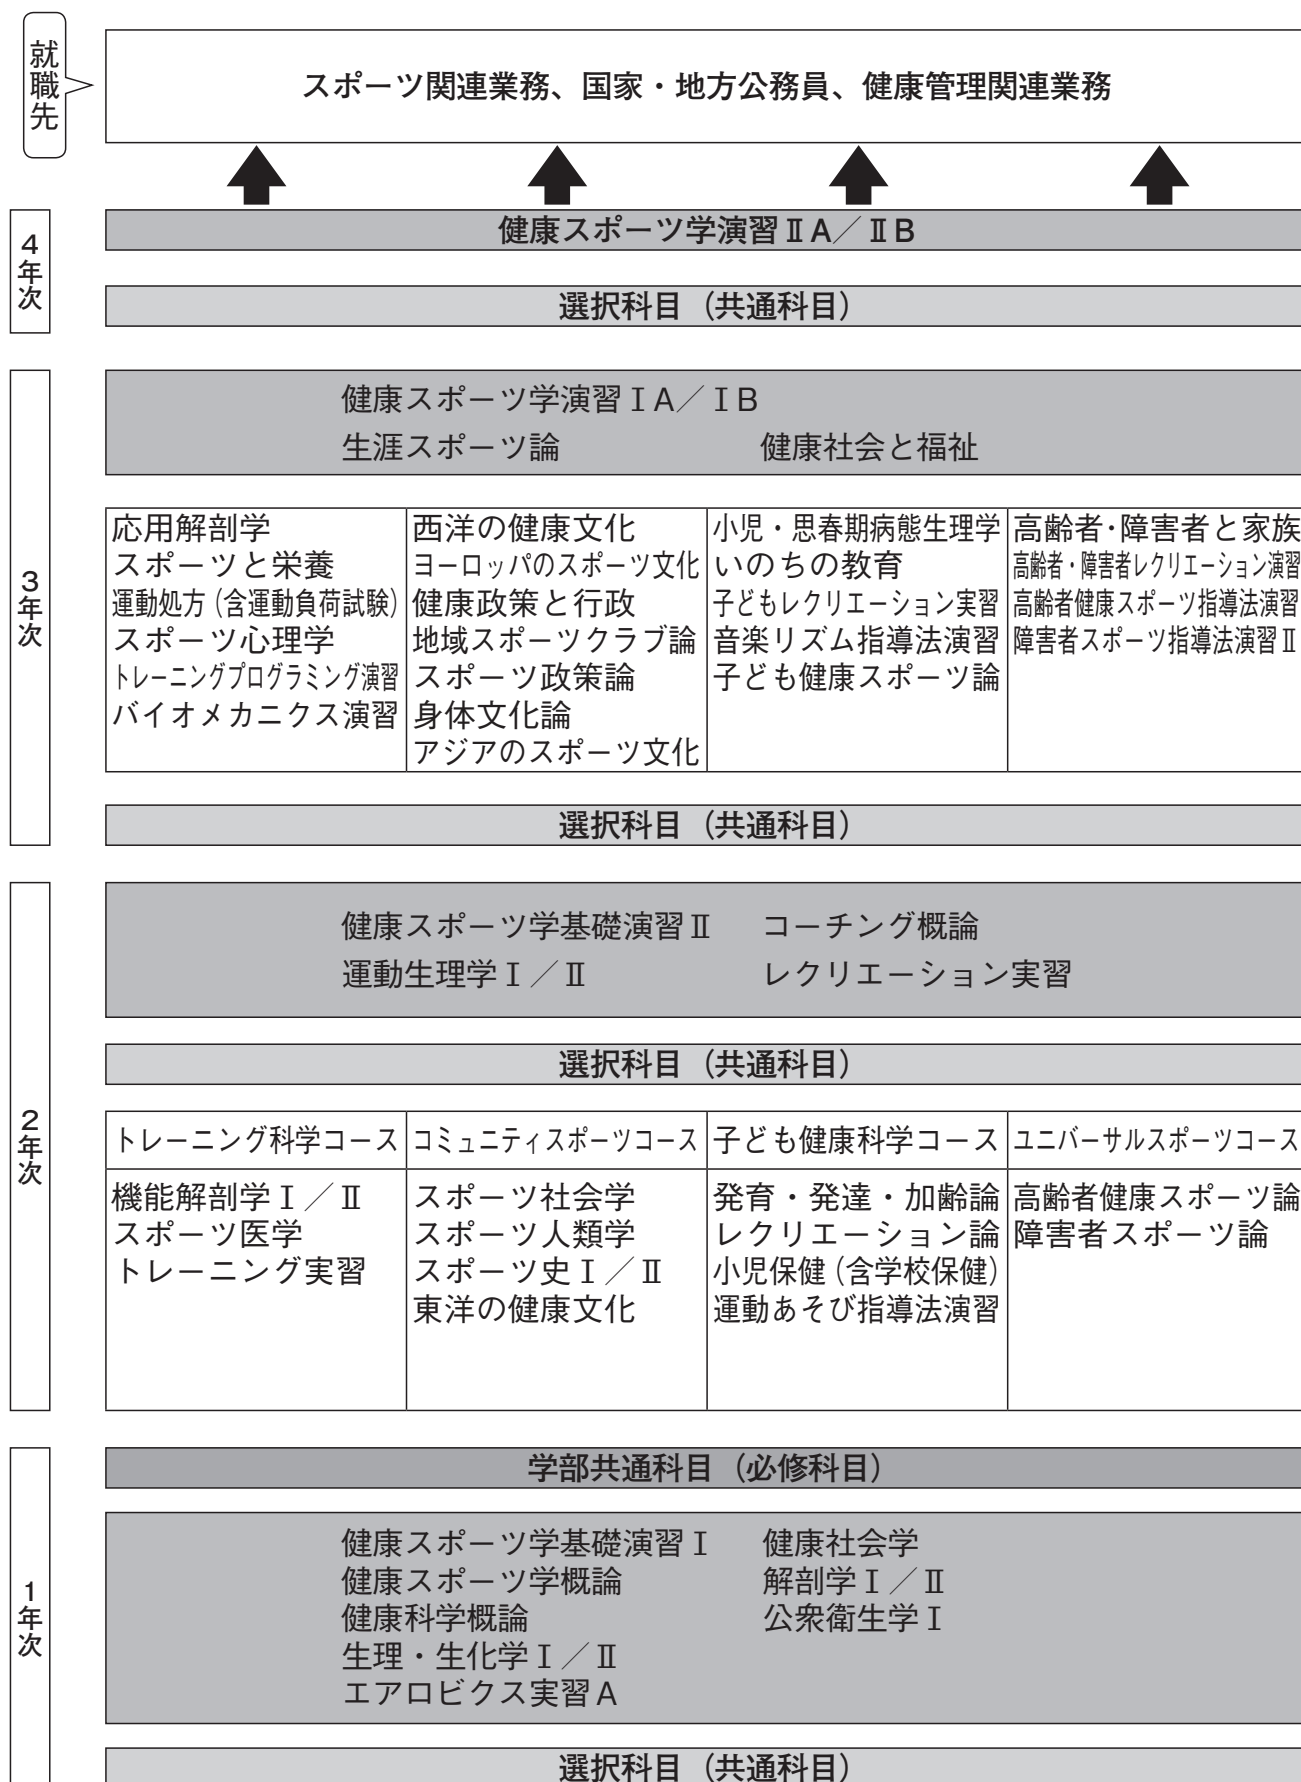 就職先
スポーツ関連業務、国家・地方公務員、健康管理関連業務
4年次
健康スポーツ学演習ⅡA／ⅡB
選択科目（共通科目）
3年次
健康スポーツ学演習ⅠA／ⅠB
生涯スポーツ論　健康社会と福祉
応用解剖学
スポーツと栄養
運動処方（含運動負荷試験）
スポーツ心理学
トレーニングプログラミング演習
バイオメカニクス演習
西洋の健康文化
ヨーロッパのスポーツ文化
健康政策と行政
地域スポーツクラブ論
スポーツ政策論
身体文化論
アジアのスポーツ文化
小児・思春期病態生理学
いのちの教育
子どもレクリエーション実習
音楽リズム指導法演習
子ども健康スポーツ論
高齢者・障害者と家族
高齢者・障害者レクリエーション演習
高齢者健康スポーツ指導法演習
障害者スポーツ指導法演習Ⅱ
選択科目（共通科目）
2年次
健康スポーツ学基礎演習Ⅱ　コーチング概論
運動生理学Ⅰ／Ⅱ　レクリエーション実習
選択科目（共通科目）
トレーニング科学コース
機能解剖学Ⅰ／Ⅱ
スポーツ医学
トレーニング実習
コミュニティスポーツコース
スポーツ社会学
スポーツ人類学
スポーツ史Ⅰ／Ⅱ
東洋の健康文化
子ども健康科学コース
発育・発達・加齢論
レクリエーション論
小児保健（含学校保健）
運動あそび指導法演習
ユニバーサルスポーツコース
高齢者健康スポーツ論
障害者スポーツ論
1年次
学部共通科目（必修科目）
健康スポーツ学基礎演習Ⅰ　健康社会学
健康スポーツ学概論　解剖学Ⅰ／Ⅱ
健康科学概論　公衆衛生学Ⅰ
生理・生化学Ⅰ／Ⅱ
エアロビクス実習A
選択科目（共通科目）